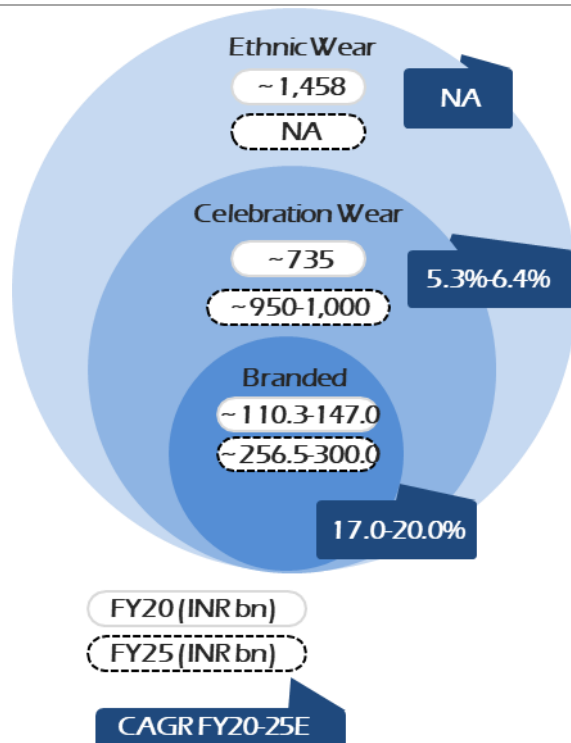 Ethnic Wear
~1,458
NA
NA
Celebration Wear
~735
5.3%-6.4%
~950-1,000
Branded
~110.3-147.0
~256.5-300.0
17.0-20.0%
FY20 (INR bn)
FY25 (INR bn)
CAGR FY20-25E